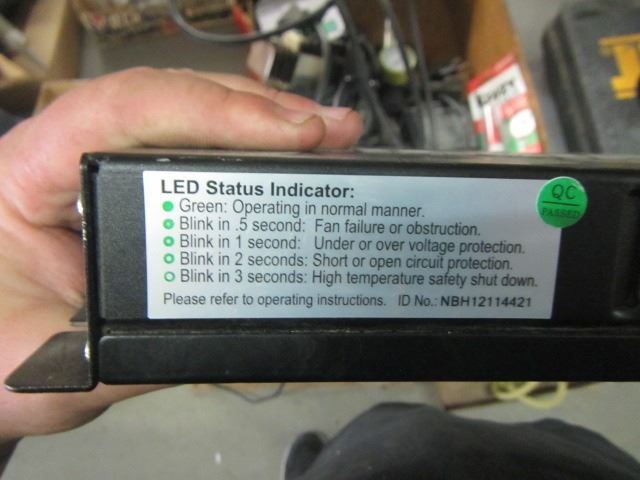 LED Status Indicator:
Green: Operating in normal manner.
Blink in .5 second: Fan failure or obstruction.
Blink in 1 second: Under or over voltage protection.
Blink in 2 seconds: Short or open circuit protection.
Blink in 3 seconds: High temperature safety shut down.
Please refer to operating instructions. ID No.: NBH12114421
QC
PASSED